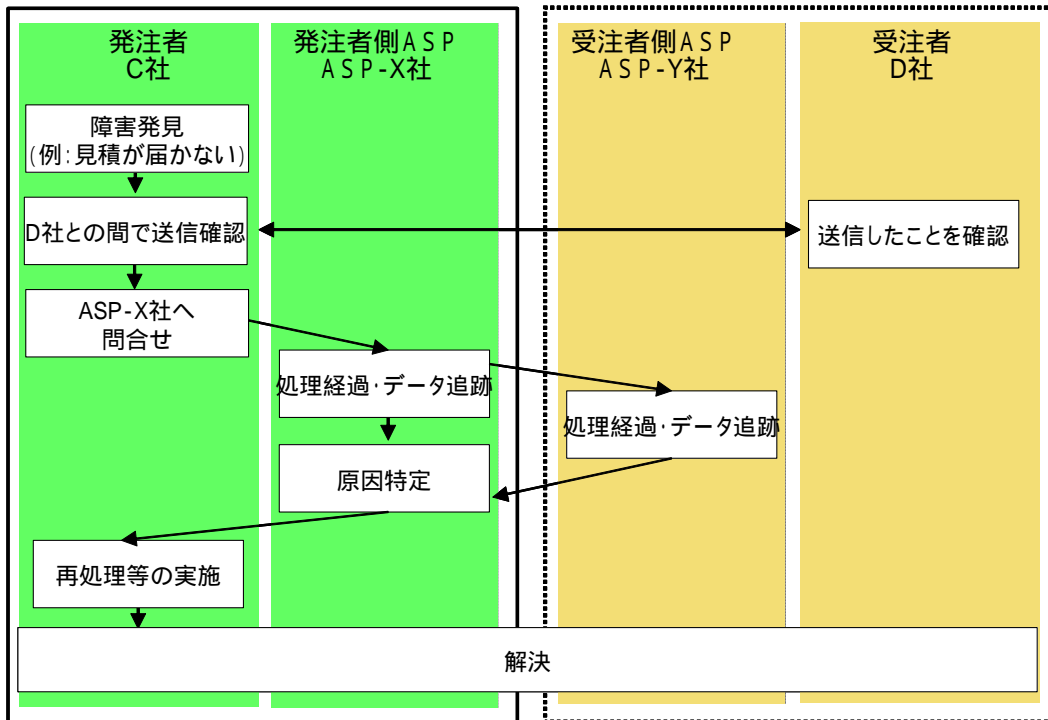 発注者
C社
発注者側ASP
ASP-X社
受注者側ASP
ASP-Y社
受注者
D社
障害発見
(例:見積が届かない)
D社との間で送信確認
送信したことを確認
ASP-X社へ
問合せ
処理経過・データ追跡
処理経過・データ追跡
原因特定
再処理等の実施
解決